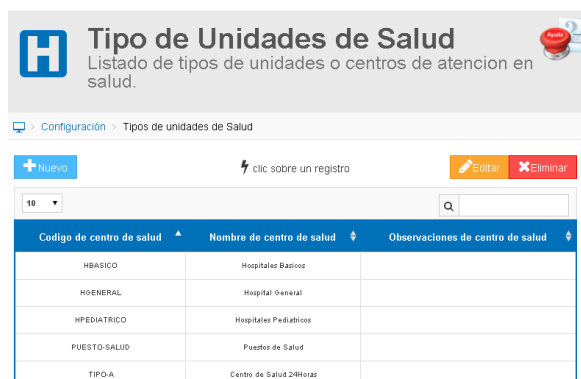 H
Tipo de Unidades de Salud
Listado de tipos de unidades o centros de atencion en
salud.
Ayuda
Configuración > Tipos de unidades de Salud
Nuevo
clic sobre un registro
Editar
Eliminar
10
Codigo de centro de salud Nombre de centro de salud Observaciones de centro de salud
HBASICO Hospitales Basicos
HGENERAL Hospital General
HPEDIATRICO Hospitales Pediatricos
PUESTO-SALUD Puestos de Salud
TIPO-A Centro de Salud 24Horas